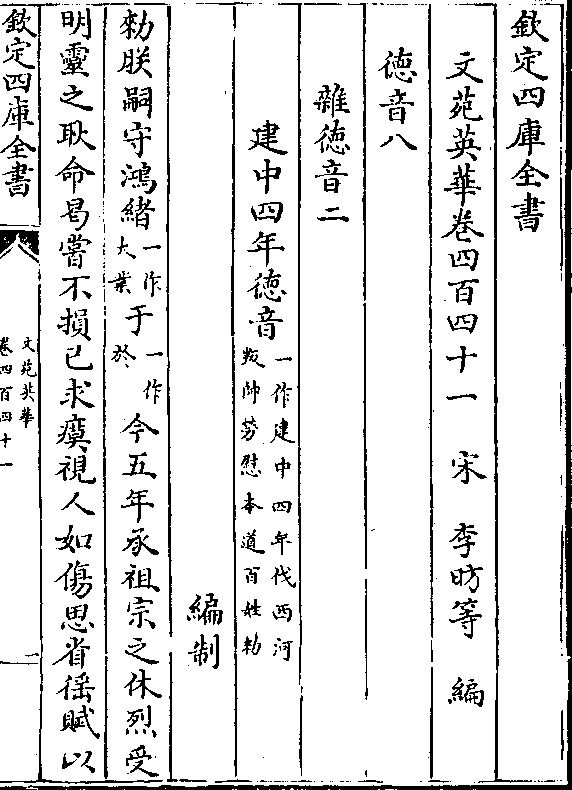 欽定四庫全書
文苑英華卷四百四十一 宋 李昉等 編
徳音八
雜徳音二
建中四年徳音一作建中四年伐西河叛帥勞慰本道百姓勑
編制
勑朕嗣守鴻緒一作大業于一作於今五年承祖宗之休烈受
明靈之耿命曷嘗不損已求瘼視人如傷思省徭賦以
欽定四庫全書
文苑英華
卷四百四十一
一